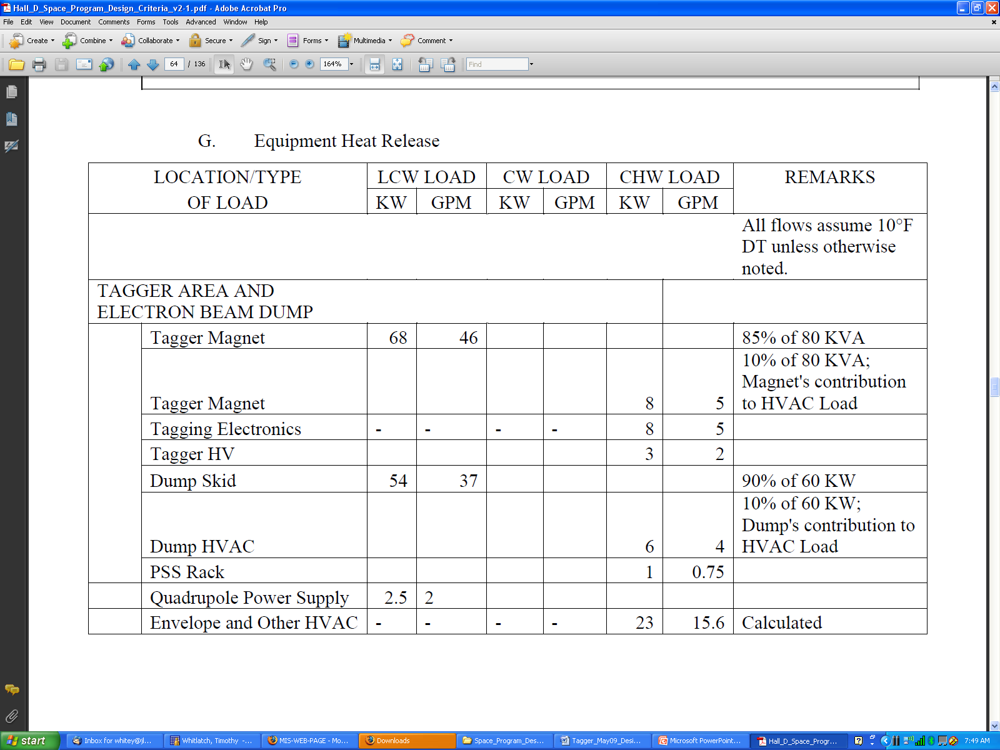 Hall_D_Space_Program_Design_Criteria_v2-1.pdf - Adobe Acrobat Pro
File Edit View Document Comments Forms Tools Advanced Window Help
Create Combine Collaborate Secure Sign Forms Multimedia Comment
64 / 136 164% Find
G. Equipment Heat Release
LOCATION/TYPE LCW LOAD CW LOAD CHW LOAD REMARKS
OF LOAD KW GPM KW GPM KW GPM
All flows assume 10°F
DT unless otherwise
noted.
TAGGER AREA AND
ELECTRON BEAM DUMP
Tagger Magnet 68 46 85% of 80 KVA
10% of 80 KVA;
Magnet's contribution
Tagger Magnet 8 5 to HVAC Load
Tagging Electronics - - - - 8 5
Tagger HV 3 2
Dump Skid 54 37 90% of 60 KW
10% of 60 KW;
Dump's contribution to
Dump HVAC 6 4 HVAC Load
PSS Rack 1 0.75
Quadrupole Power Supply 2.5 2
Envelope and Other HVAC - - - - 23 15.6 Calculated
start Inbox for whitey@jl... Whitlatch, Timothy -... MIS-WEB-PAGE - Mo... Downloads Space_Program_Des... Tagger_May09_Desi... Microsoft PowerPoint... Hall_D_Space_Progr... 7:49 AM